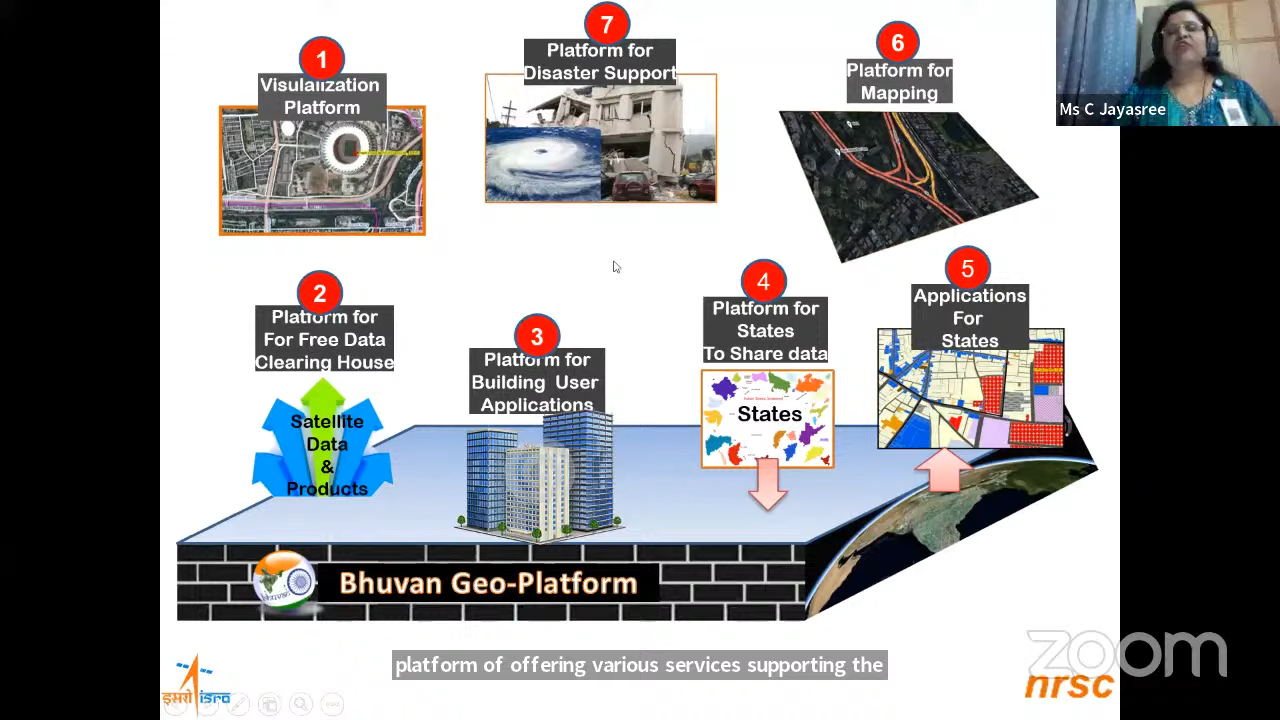 1
Visulalization
Platform
7
Platform for
Disaster Support
6
Platform for
Mapping
Ms C Jayasree
2
Platform for
For Free Data
Clearing House
Satellite
Data
&
Products
3
Platform for
Building User
Applications
4
Platform for
States
To Share data
States
5
Applications
For
States
Bhuvan Geo-Platform
platform of offering various services supporting the
इसरो isro
zoom
nrsc